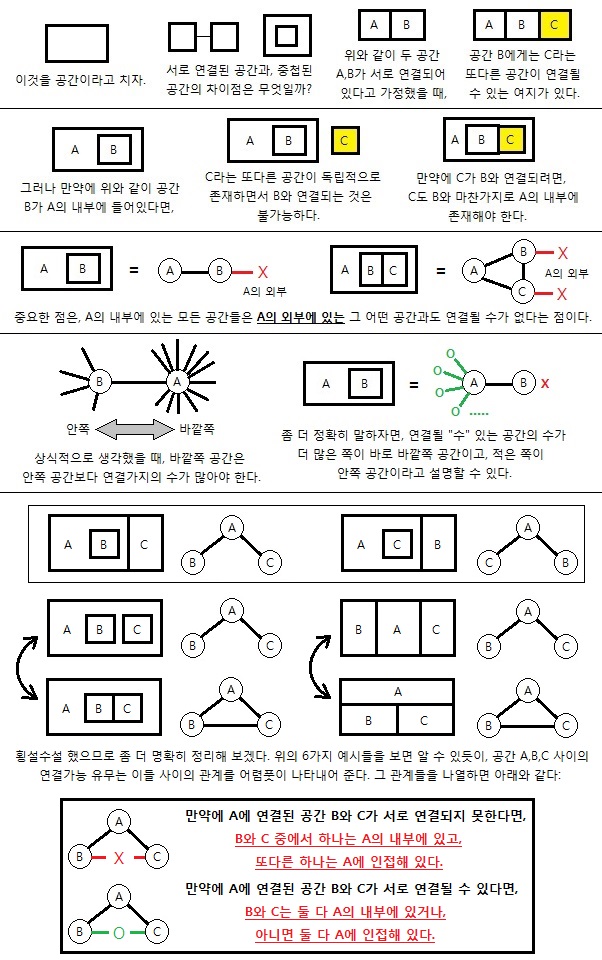 이것을 공간이라고 치자.
서로 연결된 공간과, 중첩된
공간의 차이점은 무엇일까?
A B
위와 같이 두 공간
A,B가 서로 연결되어
있다고 가정했을 때,
A B C
공간 B에게는 C라는
또다른 공간이 연결될
수 있는 여지가 있다.
A B
그러나 만약에 위와 같이 공간
B가 A의 내부에 들어있다면,
A B C
C라는 또다른 공간이 독립적으로
존재하면서 B와 연결되는 것은
불가능하다.
A B C
만약에 C가 B와 연결되려면,
C도 B와 마찬가지로 A의 내부에
존재해야 한다.
A B = A B X
A의 외부
A B C = A B C X X
A의 외부
중요한 점은, A의 내부에 있는 모든 공간들은 A의 외부에 있는 그 어떤 공간과도 연결될 수가 없다는 점이다.
B A
안쪽 바깥쪽
상식적으로 생각했을 때, 바깥쪽 공간은
안쪽 공간보다 연결가지의 수가 많아야 한다.
A B = O O O O ..... A B X
좀 더 정확히 말하자면, 연결될 "수" 있는 공간의 수가
더 많은 쪽이 바로 바깥쪽 공간이고, 적은 쪽이
안쪽 공간이라고 설명할 수 있다.
A B C A B C
A C B A C B
A B C A B C
B A C A B C
A B C A B C
A B C A B C
횡설수설 했으므로 좀 더 명확히 정리해 보겠다. 위의 6가지 예시들을 보면 알 수 있듯이, 공간 A,B,C 사이의
연결가능 유무는 이들 사이의 관계를 어렴풋이 나타내어 준다. 그 관계들을 나열하면 아래와 같다:
A B X C
만약에 A에 연결된 공간 B와 C가 서로 연결되지 못한다면,
B와 C 중에서 하나는 A의 내부에 있고,
또다른 하나는 A에 인접해 있다.
A B O C
만약에 A에 연결된 공간 B와 C가 서로 연결될 수 있다면,
B와 C는 둘 다 A의 내부에 있거나,
아니면 둘 다 A에 인접해 있다.